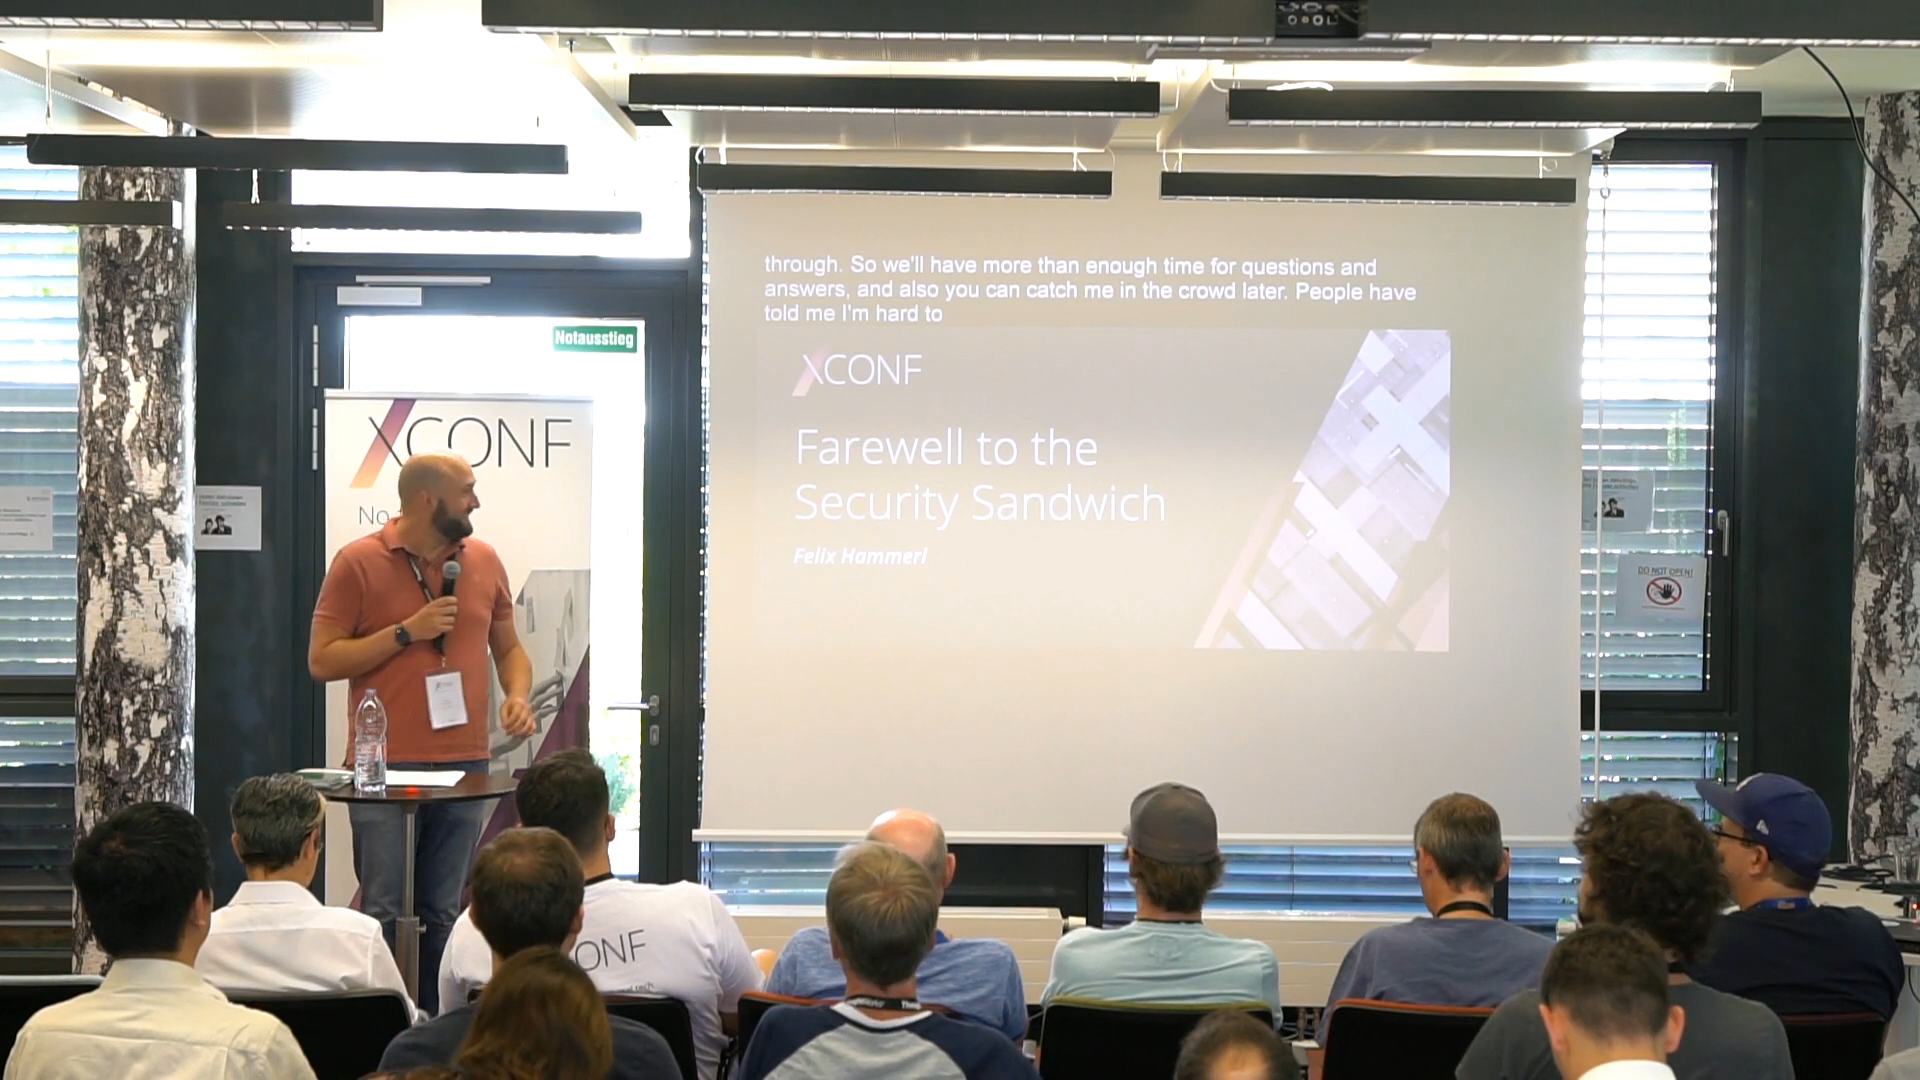 through. So we'll have more than enough time for questions and
answers, and also you can catch me in the crowd later. People have
told me I'm hard to
XCONF
Farewell to the
Security Sandwich
Felix Hammerl
Notausstieg
XCONF
No
DO NOT OPEN!
ONF